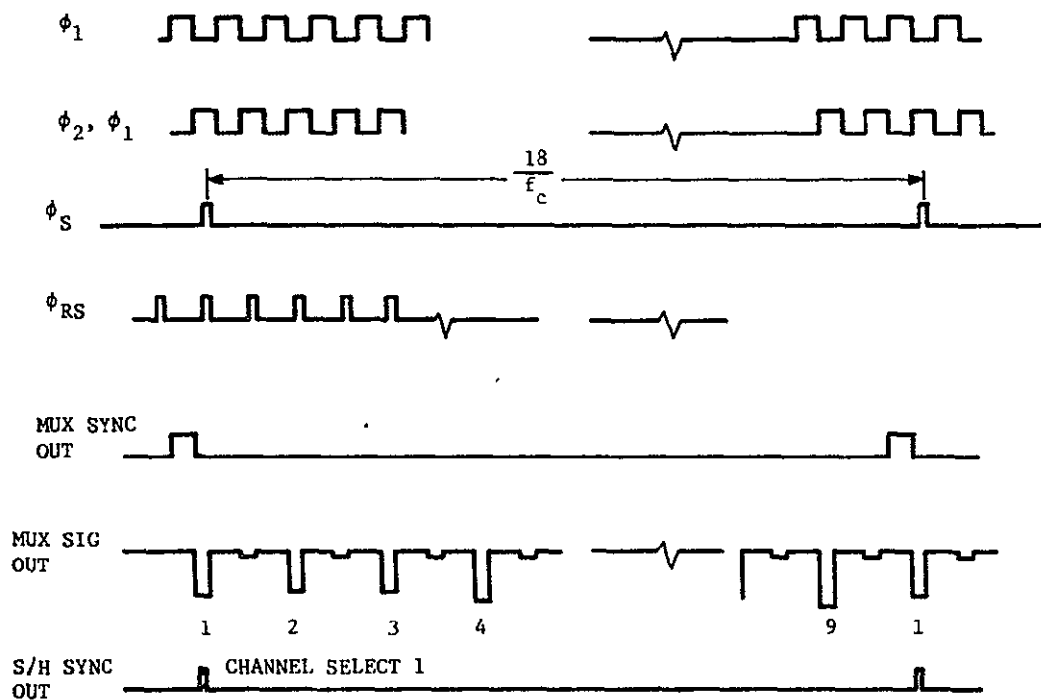 ϕ1
ϕ2, ϕ1
18
fc
ϕS
ϕRS
MUX SYNC
OUT
MUX SIG
OUT
1 2 3 4 9 1
S/H SYNC
OUT
CHANNEL SELECT 1